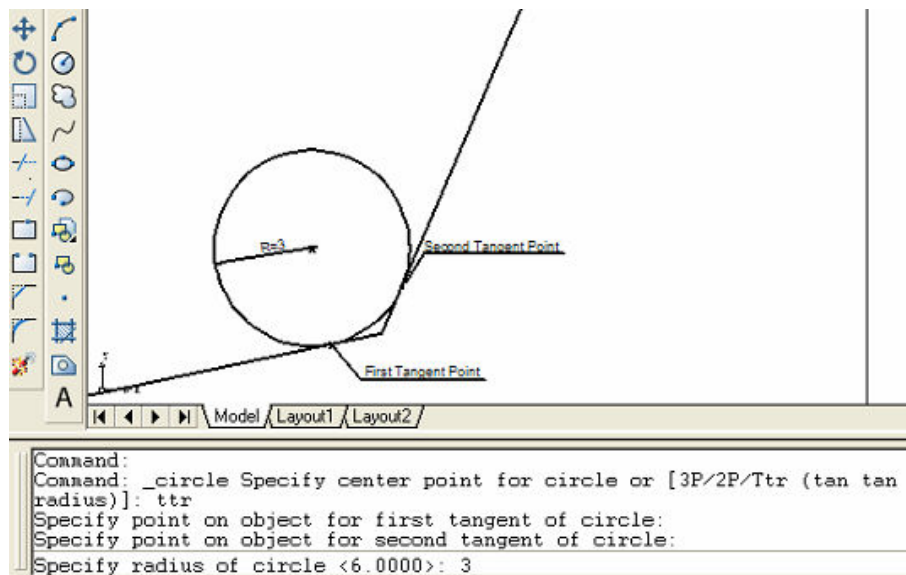 R=3
Second Tangent Point
First Tangent Point
A
Model Layout1 Layout2
Command:
Command: _circle Specify center point for circle or [3P/2P/Ttr (tan tan
radius)]: ttr
Specify point on object for first tangent of circle:
Specify point on object for second tangent of circle:
Specify radius of circle <6.0000>: 3